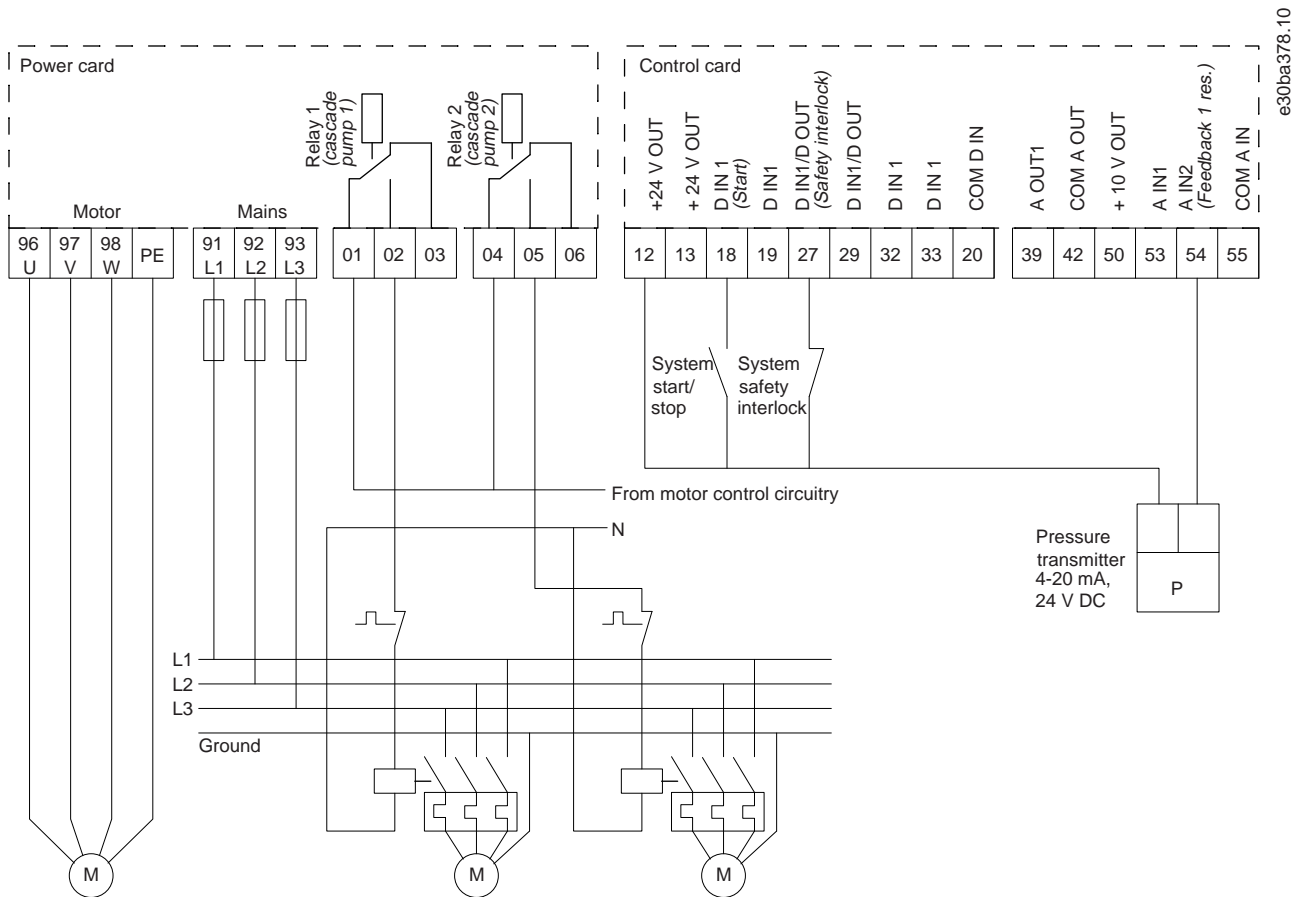 e30ba378.10
Power card
Control card
Relay 1
(cascade
pump 1)
Relay 2
(cascade
pump 2)
+24 V OUT
+ 24 V OUT
D IN 1
(Start)
D IN1
D IN1/D OUT
(Safety interlock)
D IN1/D OUT
D IN 1
D IN 1
COM D IN
A OUT1
COM A OUT
+ 10 V OUT
A IN1
A IN2
(Feedback 1 res.)
COM A IN
Motor
Mains
96 97 98 PE
U V W
91 92 93
L1 L2 L3
01 02 03
04 05 06
12 13 18 19 27 29 32 33 20
39 42 50 53 54 55
System
start/
stop
System
safety
interlock
From motor control circuitry
N
Pressure
transmitter
4-20 mA,
24 V DC
P
L1
L2
L3
Ground
M
M
M